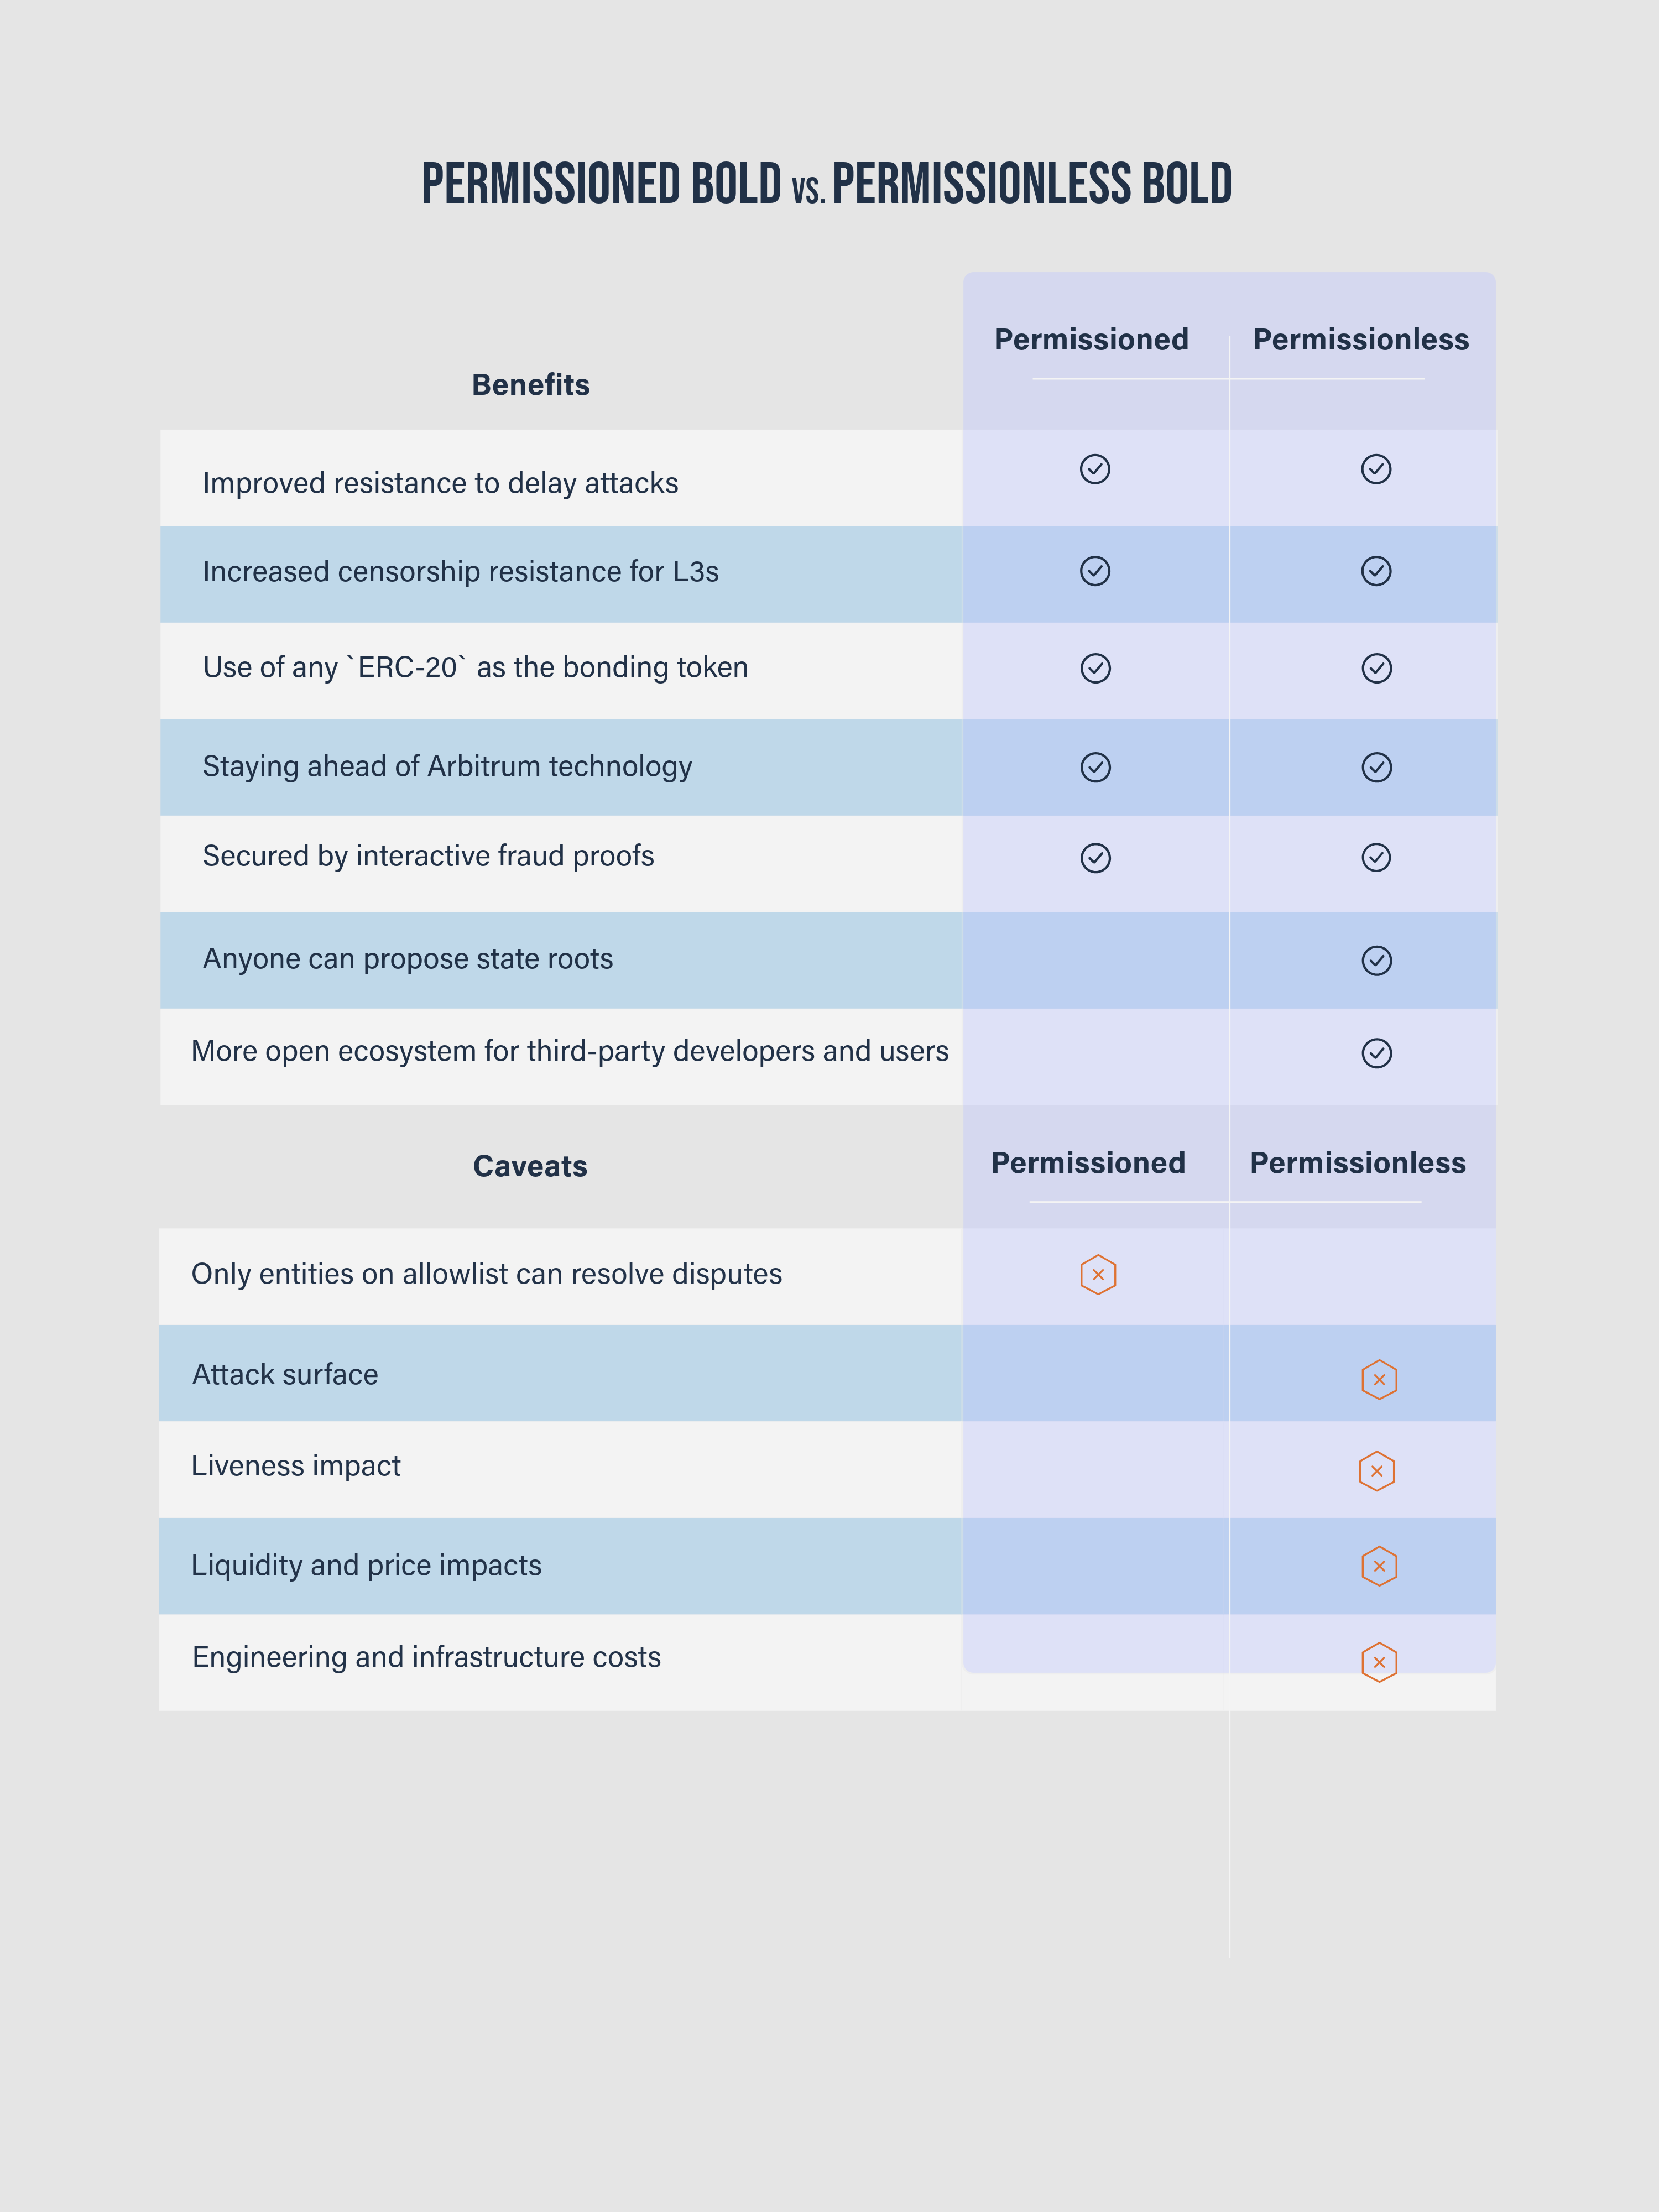 PERMISSIONED BOLD VS. PERMISSIONLESS BOLD
Permissioned Permissionless
Benefits
Improved resistance to delay attacks
Increased censorship resistance for L3s
Use of any `ERC-20` as the bonding token
Staying ahead of Arbitrum technology
Secured by interactive fraud proofs
Anyone can propose state roots
More open ecosystem for third-party developers and users
Caveats Permissioned Permissionless
Only entities on allowlist can resolve disputes
Attack surface
Liveness impact
Liquidity and price impacts
Engineering and infrastructure costs